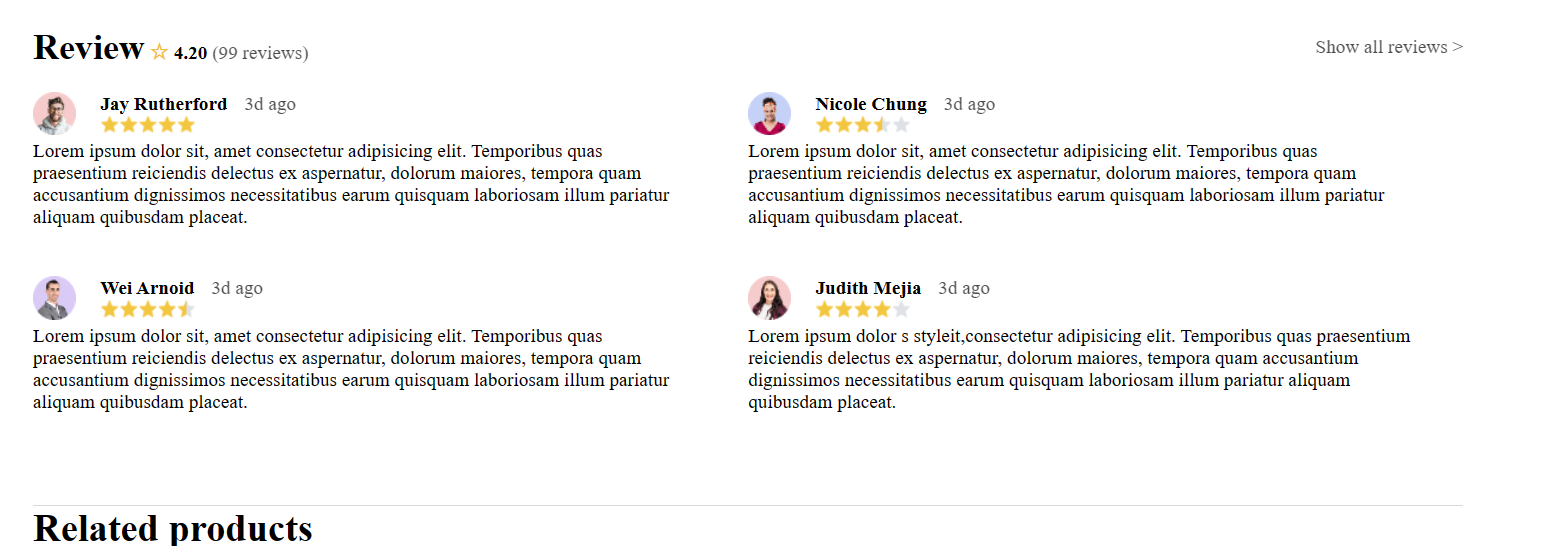 Review ☆ 4.20 (99 reviews)
Show all reviews >
Jay Rutherford 3d ago
Lorem ipsum dolor sit, amet consectetur adipisicing elit. Temporibus quas
praesentium reiciendis delectus ex aspernatur, dolorum maiores, tempora quam
accusantium dignissimos necessitatibus earum quisquam laboriosam illum pariatur
aliquam quibusdam placeat.
Nicole Chung 3d ago
Lorem ipsum dolor sit, amet consectetur adipisicing elit. Temporibus quas
praesentium reiciendis delectus ex aspernatur, dolorum maiores, tempora quam
accusantium dignissimos necessitatibus earum quisquam laboriosam illum pariatur
aliquam quibusdam placeat.
Wei Arnoid 3d ago
Lorem ipsum dolor sit, amet consectetur adipisicing elit. Temporibus quas
praesentium reiciendis delectus ex aspernatur, dolorum maiores, tempora quam
accusantium dignissimos necessitatibus earum quisquam laboriosam illum pariatur
aliquam quibusdam placeat.
Judith Mejia 3d ago
Lorem ipsum dolor s styleit,consectetur adipisicing elit. Temporibus quas praesentium
reiciendis delectus ex aspernatur, dolorum maiores, tempora quam accusantium
dignissimos necessitatibus earum quisquam laboriosam illum pariatur aliquam
quibusdam placeat.
Related products